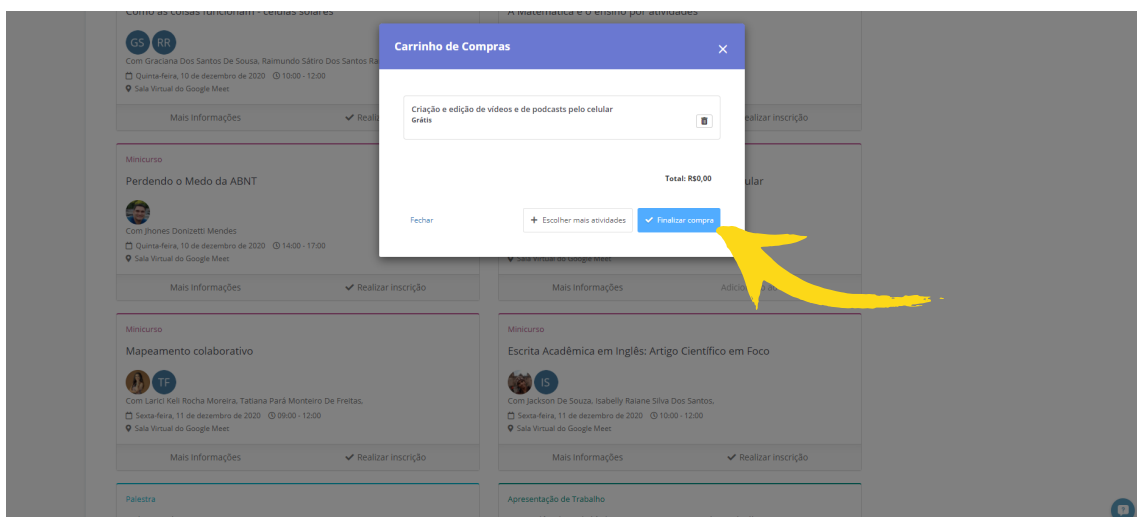 Como as coisas funcionam - células solares
A Matemática e o ensino por atividades
GS RR
Com Graciana Dos Santos De Sousa, Raimundo Sátiro Dos Santos Ra
Quinta-feira, 10 de dezembro de 2020 10:00 - 12:00
Sala Virtual do Google Meet
Mais informações
Realiz
ealizar inscrição
Carrinho de Compras
Criação e edição de vídeos e de podcasts pelo celular
Grátis
Total: R$0,00
Fechar
Escolher mais atividades
Finalizar compra
Minicurso
Perdendo o Medo da ABNT
ular
Com Jhones Donizetti Mendes
Quinta-feira, 10 de dezembro de 2020 14:00 - 17:00
Sala Virtual do Google Meet
Sala Virtual do Google Meet
Mais informações
Realizar inscrição
Mais informações
Minicurso
Mapeamento colaborativo
TF
Com Larici Keli Rocha Moreira, Tatiana Pará Monteiro De Freitas.
Sexta-feira, 11 de dezembro de 2020 09:00 - 12:00
Sala Virtual do Google Meet
Mais informações
Realizar inscrição
Minicurso
Escrita Acadêmica em Inglês: Artigo Científico em Foco
IS
Com Jackson De Souza, Isabelly Raiane Silva Dos Santos.
Sexta-feira, 11 de dezembro de 2020 10:00 - 12:00
Sala Virtual do Google Meet
Mais informações
Realizar inscrição
Palestra
Apresentação de Trabalho